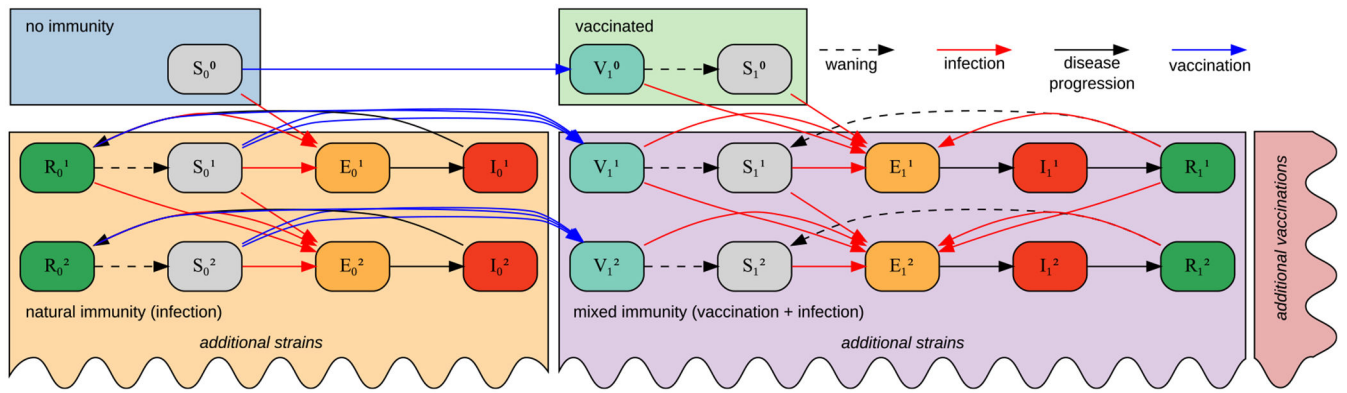 no immunity
vaccinated
S₀⁰
V₁⁰
S₁⁰
waning
infection
disease
progression
vaccination
R₀¹
S₀¹
E₀¹
I₀¹
V₁¹
S₁¹
E₁¹
I₁¹
R₁¹
R₀²
S₀²
E₀²
I₀²
V₁²
S₁²
E₁²
I₁²
R₁²
natural immunity (infection)
mixed immunity (vaccination + infection)
additional strains
additional strains
additional vaccinations